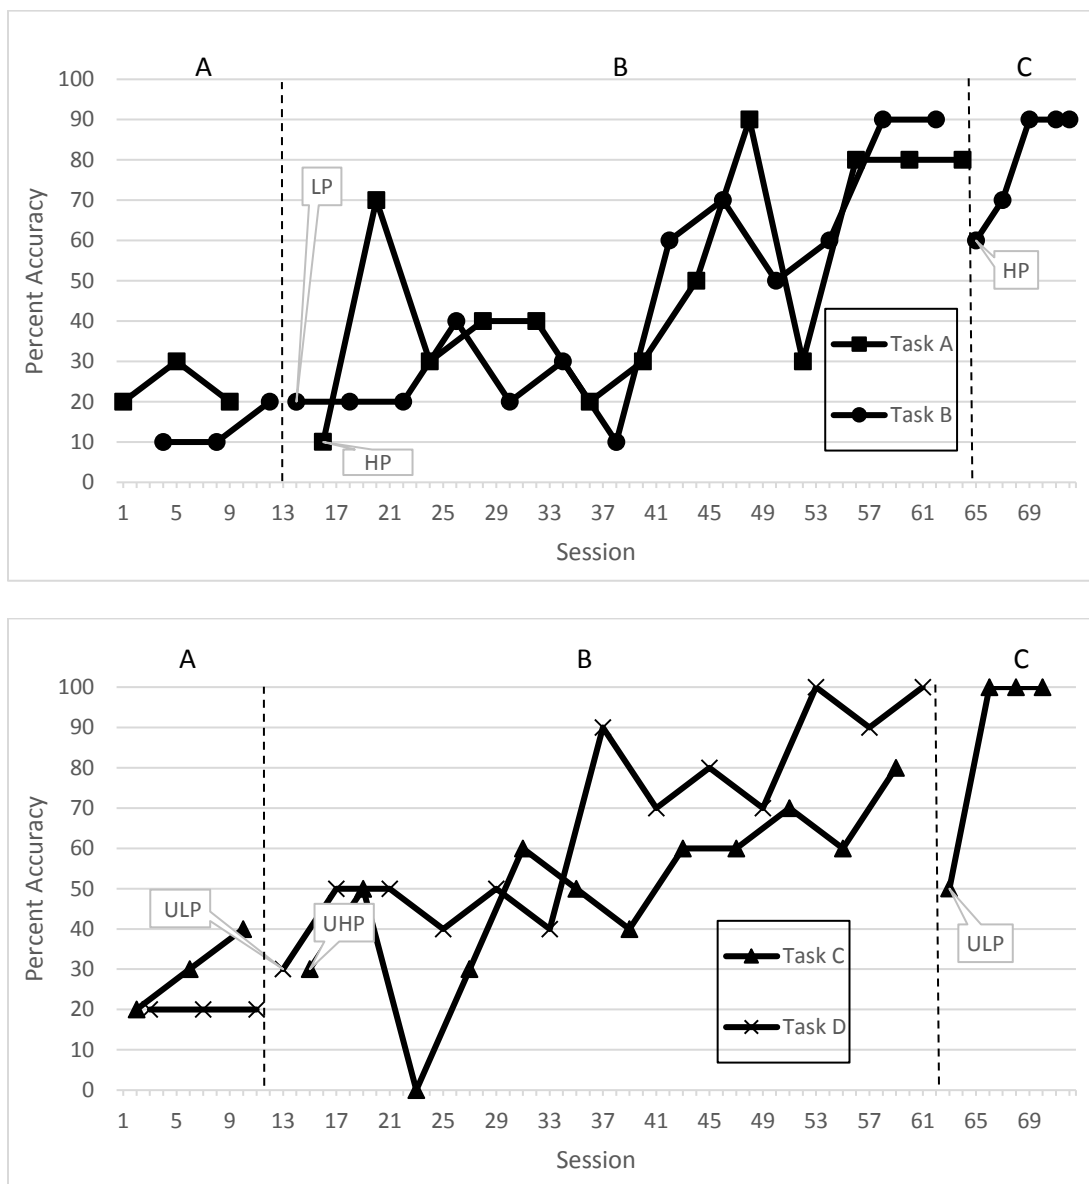 A B C
100
90
80
70
60
50
40
30
20
10
0
Percent Accuracy
LP
HP
HP
Task A
Task B
1 5 9 13 17 21 25 29 33 37 41 45 49 53 57 61 65 69
Session
A B C
100
90
80
70
60
50
40
30
20
10
0
Percent Accuracy
ULP
UHP
ULP
Task C
Task D
1 5 9 13 17 21 25 29 33 37 41 45 49 53 57 61 65 69
Session